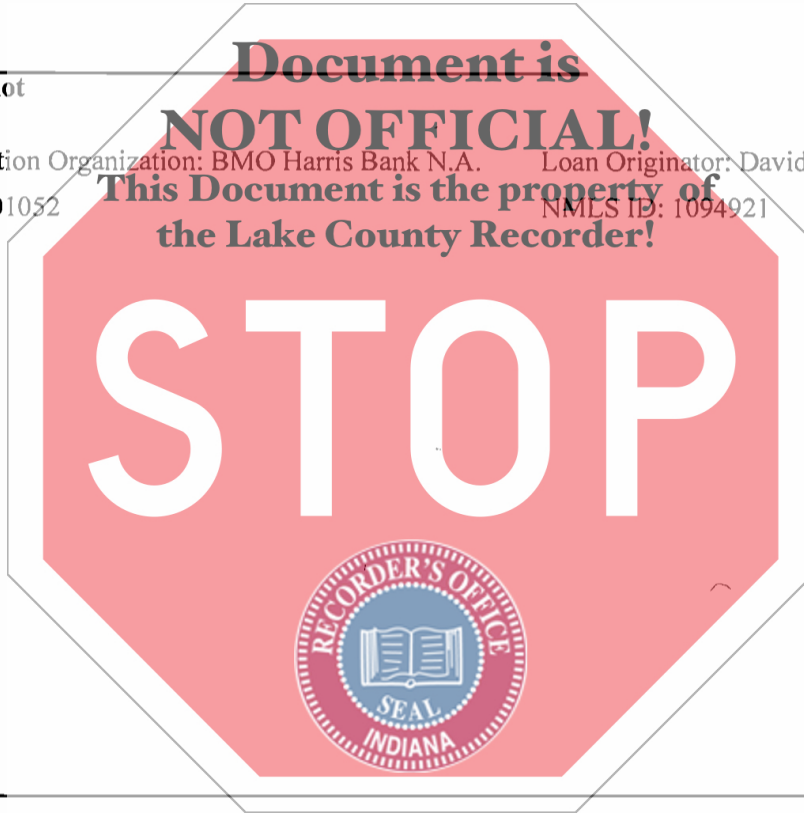 Document is
ot
NOT OFFICIAL!
tion Organization: BMO Harris Bank N.A. Loan Originator: David
This Document is the property of
1052 NMLS ID: 1094921
the Lake County Recorder!
STOP
RECORDER'S OFFICE
SEAL
INDIANA